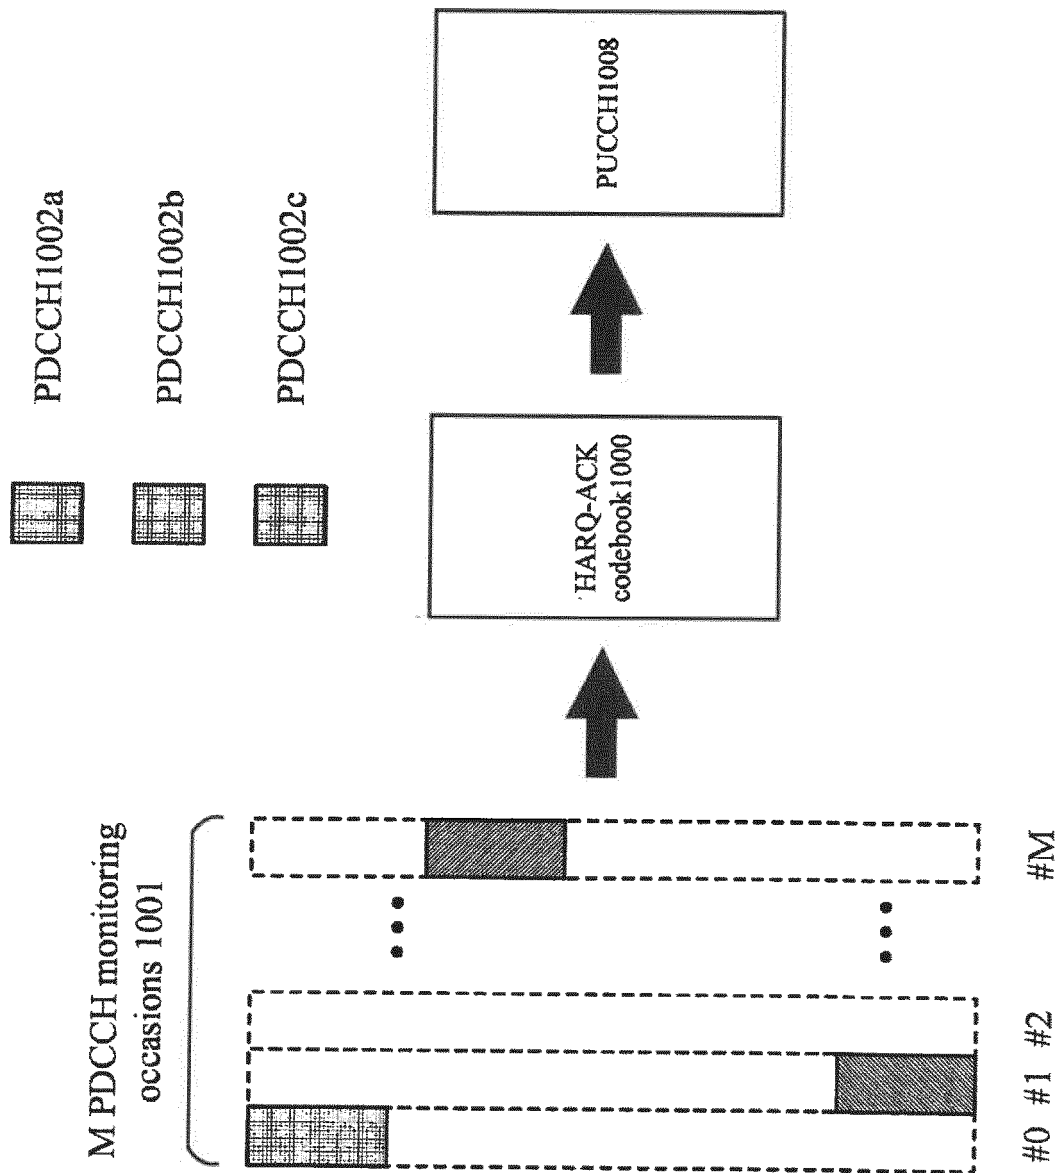 M PDCCH monitoring
occasions 1001
#0 #1 #2 #M
HARQ-ACK
codebook1000
PUCCH1008
PDCCH1002a
PDCCH1002b
PDCCH1002c